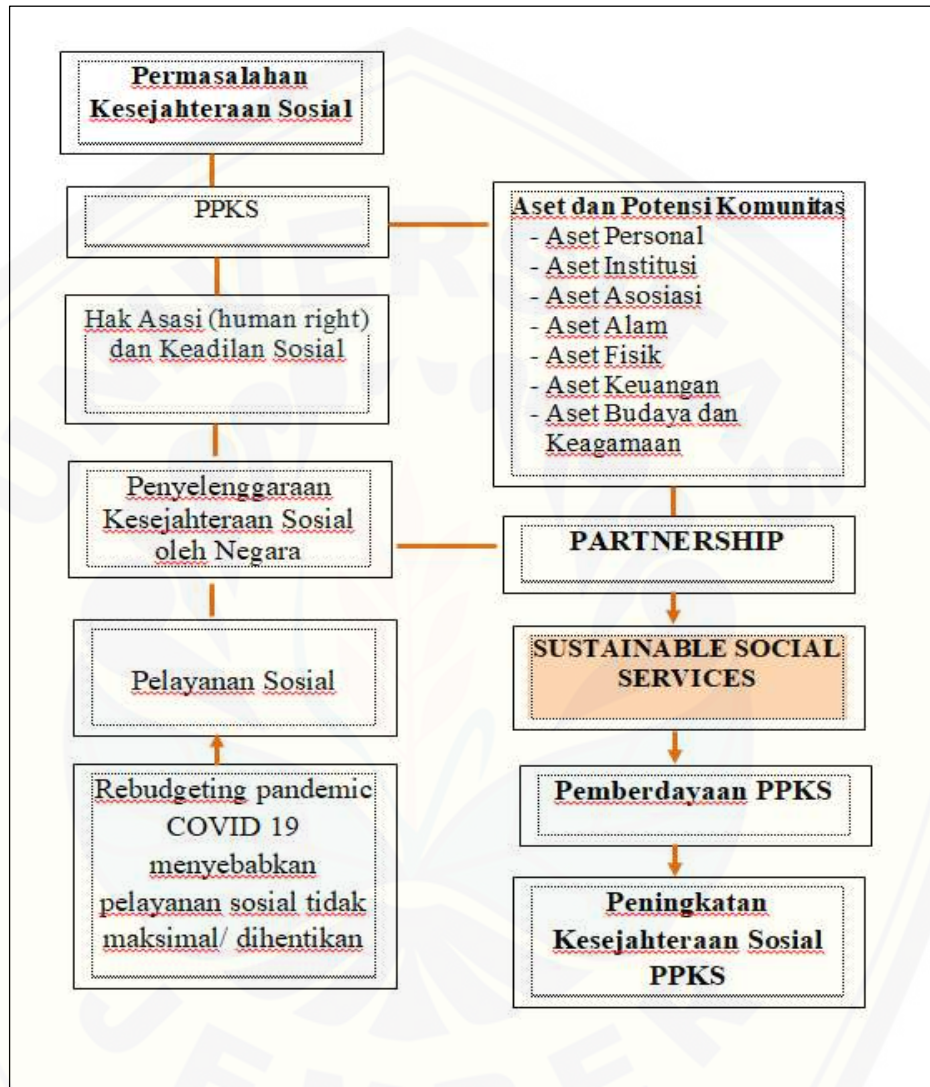 Permasalahan
Kesejahteraan Sosial
PPKS
Hak Asasi (human right)
dan Keadilan Sosial
Penyelenggaraan
Kesejahteraan Sosial
oleh Negara
Pelayanan Sosial
Rebudgeting pandemic
COVID 19
menyebabkan
pelayanan sosial tidak
maksimal/ dihentikan
Aset dan Potensi Komunitas
- Aset Personal
- Aset Institusi
- Aset Asosiasi
- Aset Alam
- Aset Fisik
- Aset Keuangan
- Aset Budaya dan
Keagamaan
PARTNERSHIP
SUSTAINABLE SOCIAL
SERVICES
Pemberdayaan PPKS
Peningkatan
Kesejahteraan Sosial
PPKS
UNIVERSITAS
JEMBER